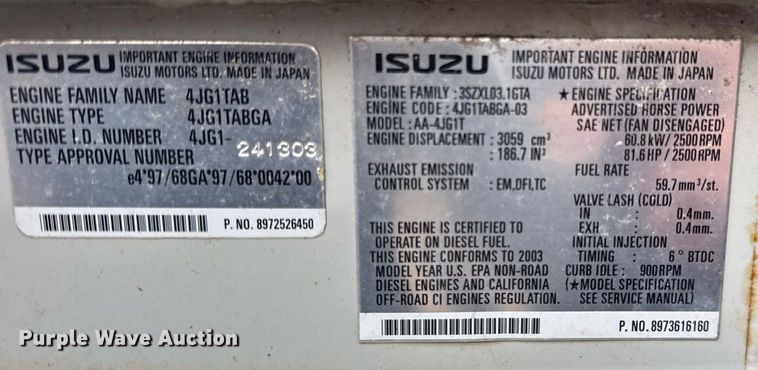 ISUZU IMPORTANT ENGINE INFORMATION
ISUZU MOTORS LTD. MADE IN JAPAN
ENGINE FAMILY NAME 4JG1TAB
ENGINE TYPE 4JG1TABGA
ENGINE I.D. NUMBER 4JG1-241303
TYPE APPROVAL NUMBER
e4*97/68GA*97/68*0042*00
P. NO. 8972526450
ISUZU IMPORTANT ENGINE INFORMATION
ISUZU MOTORS LTD. MADE IN JAPAN
ENGINE FAMILY : 3SZXL03.1GTA
ENGINE CODE : 4JG1TABGA-03
MODEL : AA-4JG1T
ENGINE DISPLACEMENT : 3059 cm³
: 186.7 IN³
EXHAUST EMISSION
CONTROL SYSTEM : EM,DFI,TC
THIS ENGINE IS CERTIFIED TO
OPERATE ON DIESEL FUEL.
THIS ENGINE CONFORMS TO 2003
MODEL YEAR U.S. EPA NON-ROAD
DIESEL ENGINES AND CALIFORNIA
OFF-ROAD CI ENGINES REGULATION.
★ ENGINE SPECIFICATION
ADVERTISED HORSE POWER
SAE NET (FAN DISENGAGED)
60.8 kW / 2500 RPM
81.6 HP / 2500 RPM
FUEL RATE
59.7 mm³/st.
VALVE LASH (COLD)
IN : 0.4mm.
EXH : 0.4mm.
INITIAL INJECTION
TIMING : 6° BTDC
CURB IDLE : 900 RPM
(★MODEL SPECIFICATION
SEE SERVICE MANUAL)
P. NO. 8973616160
Purple Wave Auction